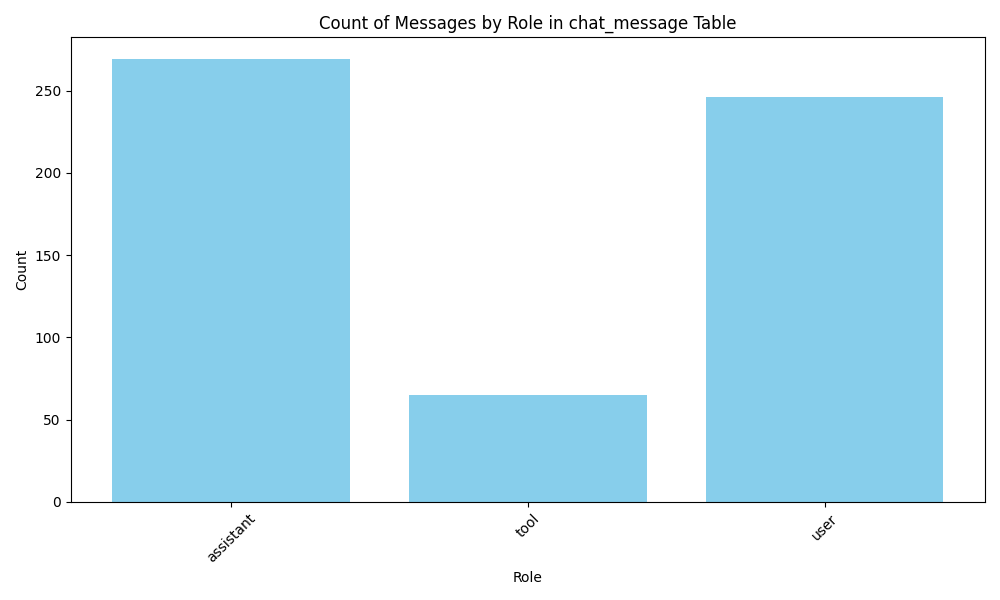 Count of Messages by Role in chat_message Table
250
200
150
100
50
0
Count
assistant
tool
user
Role